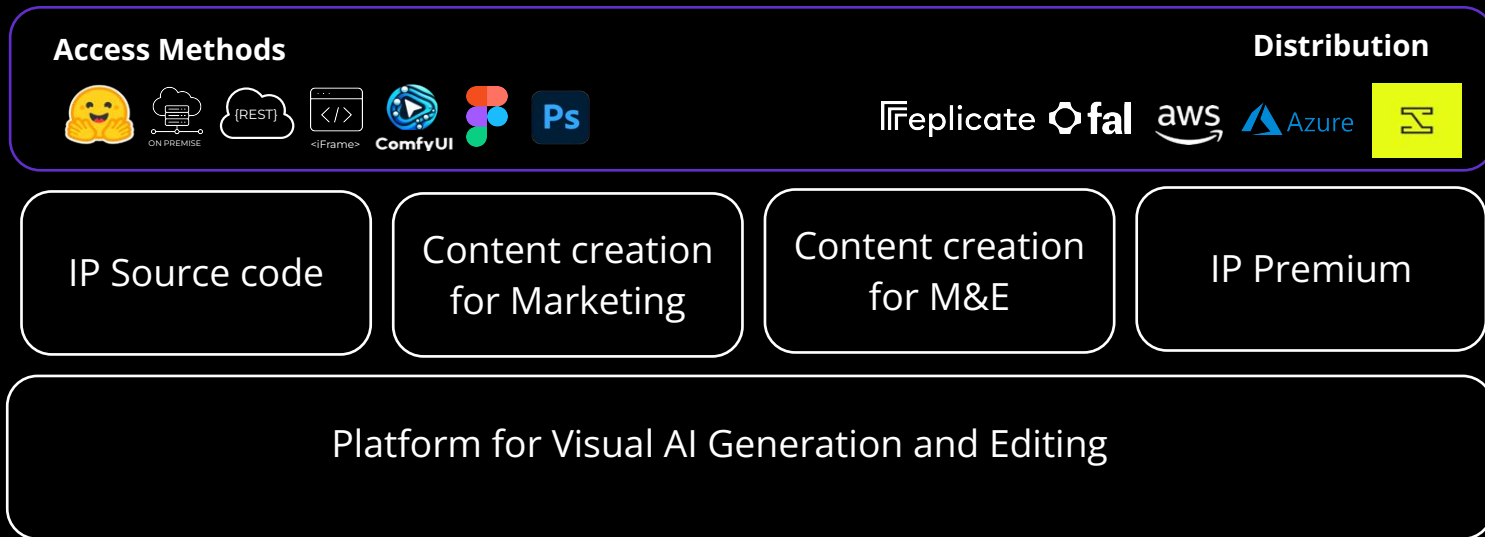 Access Methods
Distribution
ON PREMISE
{REST}
</>
<iFrame>
ComfyUI
Ps
Replicate
fal
aws
Azure
IP Source code
Content creation
for Marketing
Content creation
for M&E
IP Premium
Platform for Visual AI Generation and Editing